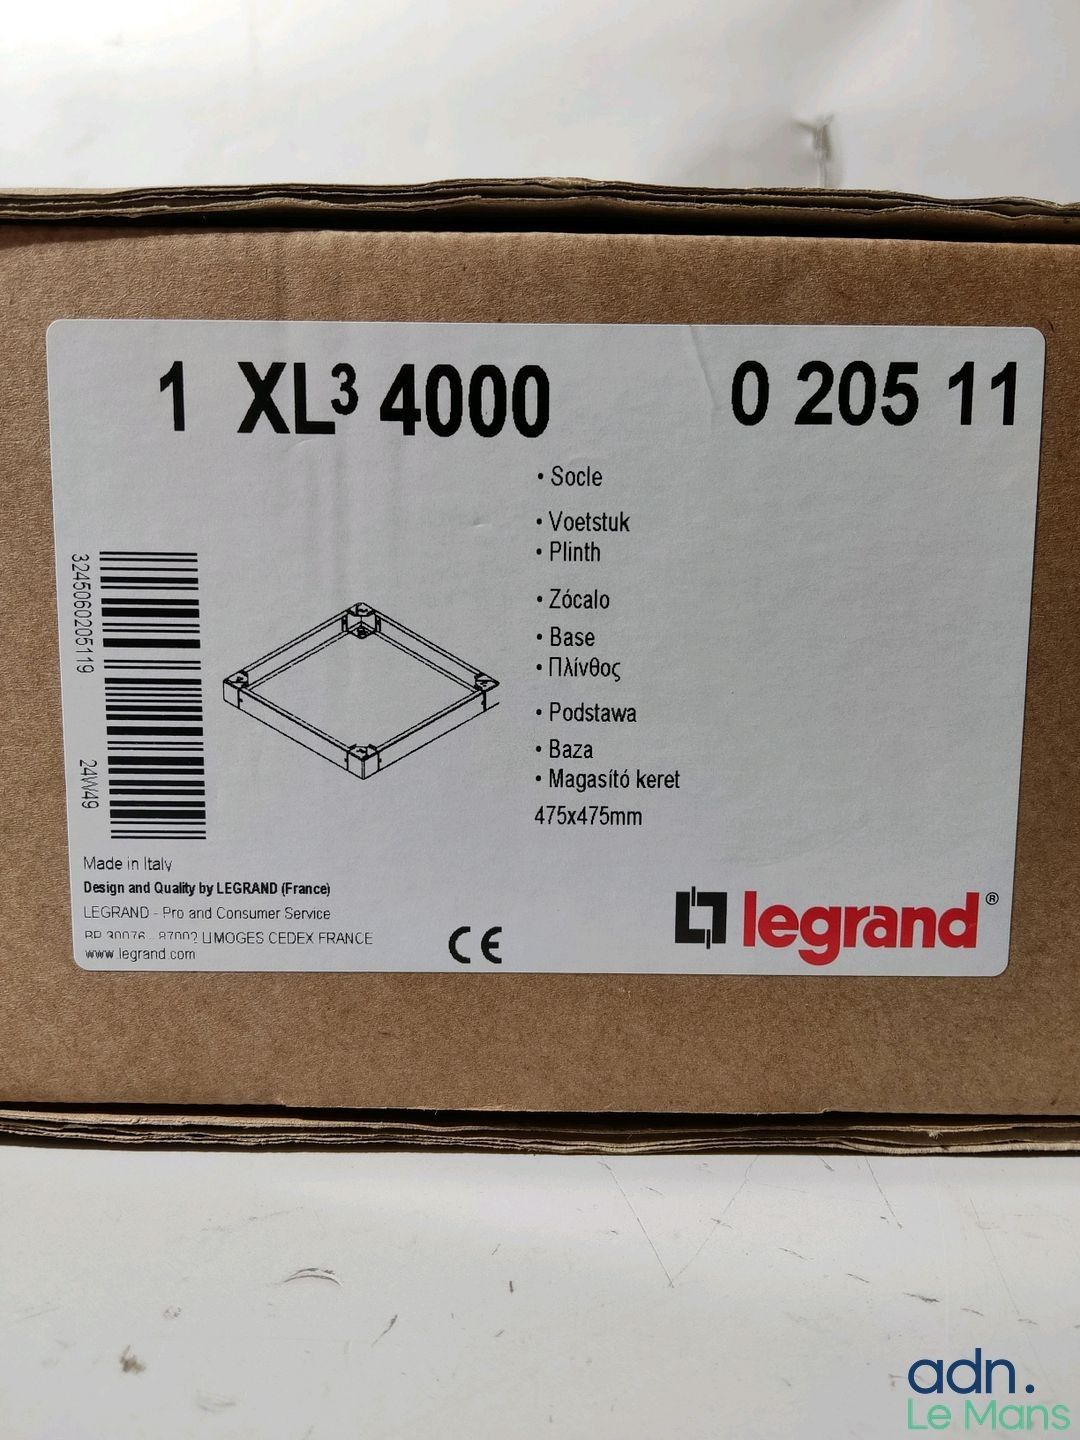 1 XL³ 4000 0 205 11
• Socle
• Voetstuk
• Plinth
• Zócalo
• Base
• Πλίνθος
• Podstawa
• Baza
• Magasító keret
475x475mm
3245060205119
24W49
Made in Italy
Design and Quality by LEGRAND (France)
LEGRAND - Pro and Consumer Service
BP 30076 - 87002 LIMOGES CEDEX FRANCE
www.legrand.com
CE
legrand®
adn.
Le Mans